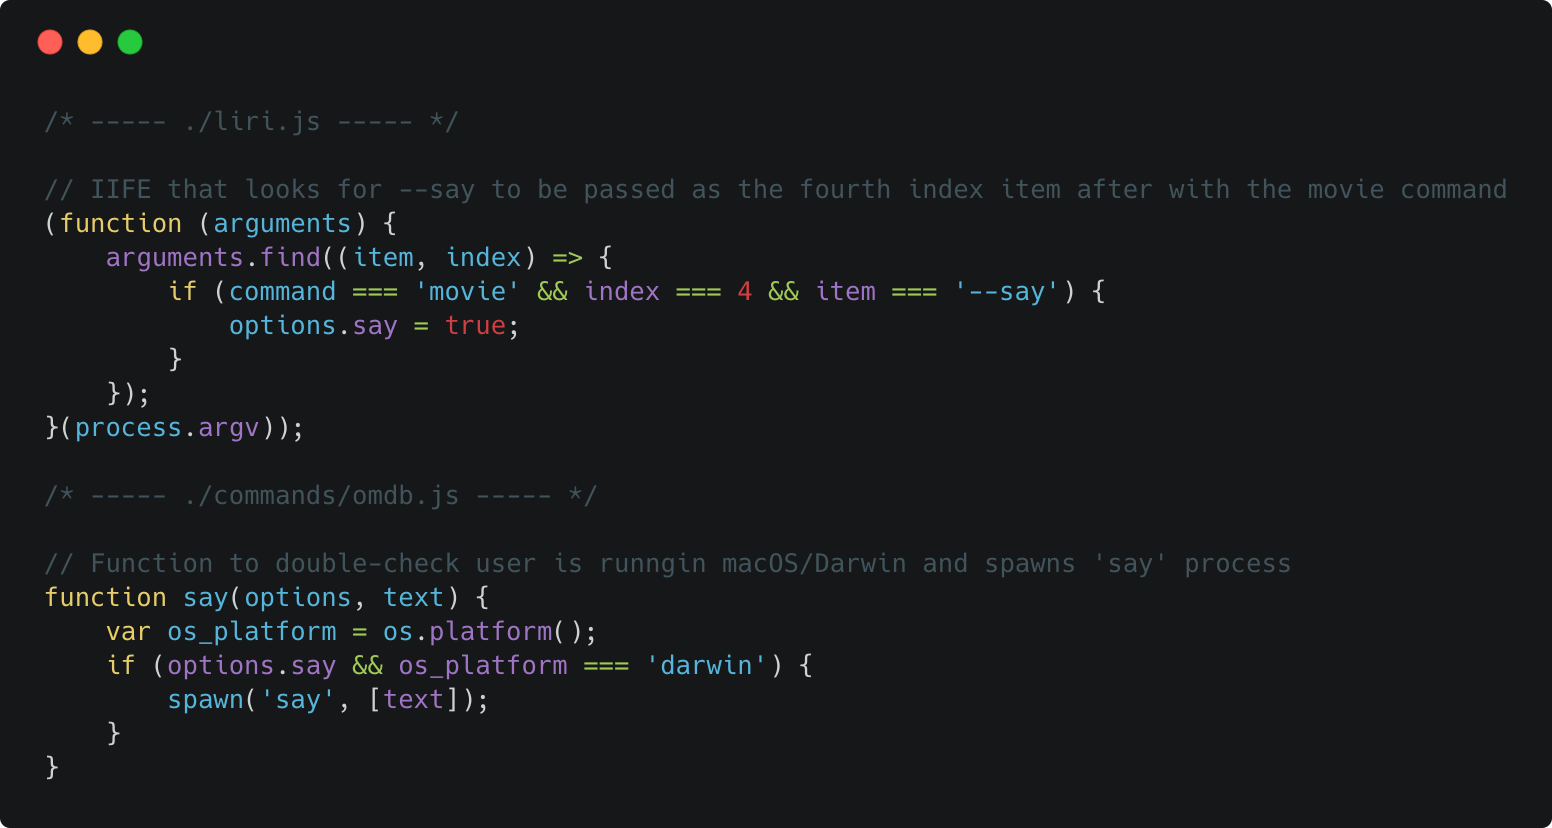 /* ----- ./liri.js ----- */
// IIFE that looks for --say to be passed as the fourth index item after with the movie command
(function (arguments) {
    arguments.find((item, index) => {
        if (command === 'movie' && index === 4 && item === '--say') {
            options.say = true;
        }
    });
}(process.argv));
/* ----- ./commands/omdb.js ----- */
// Function to double-check user is runngin macOS/Darwin and spawns 'say' process
function say(options, text) {
    var os_platform = os.platform();
    if (options.say && os_platform === 'darwin') {
        spawn('say', [text]);
    }
}